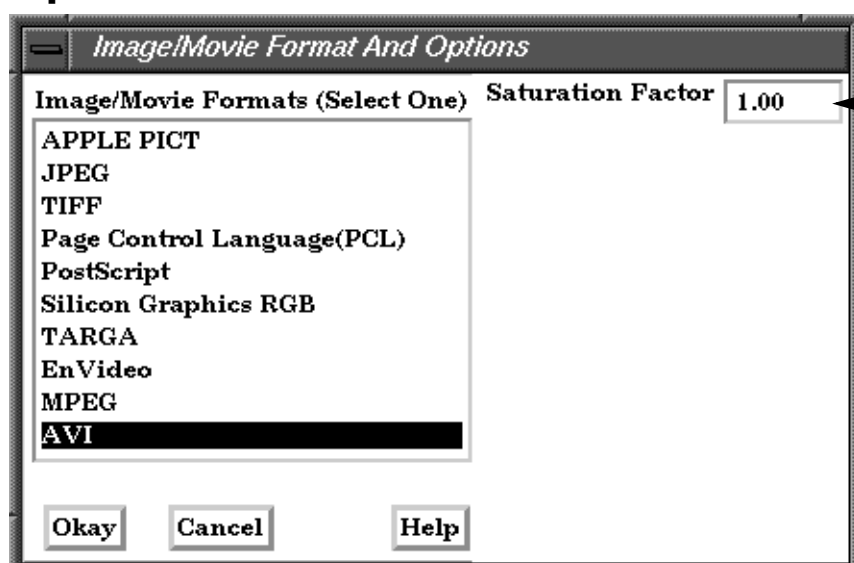 Image/Movie Format And Options
Image/Movie Formats (Select One)
Saturation Factor 1.00
APPLE PICT
JPEG
TIFF
Page Control Language(PCL)
PostScript
Silicon Graphics RGB
TARGA
EnVideo
MPEG
AVI
Okay Cancel Help